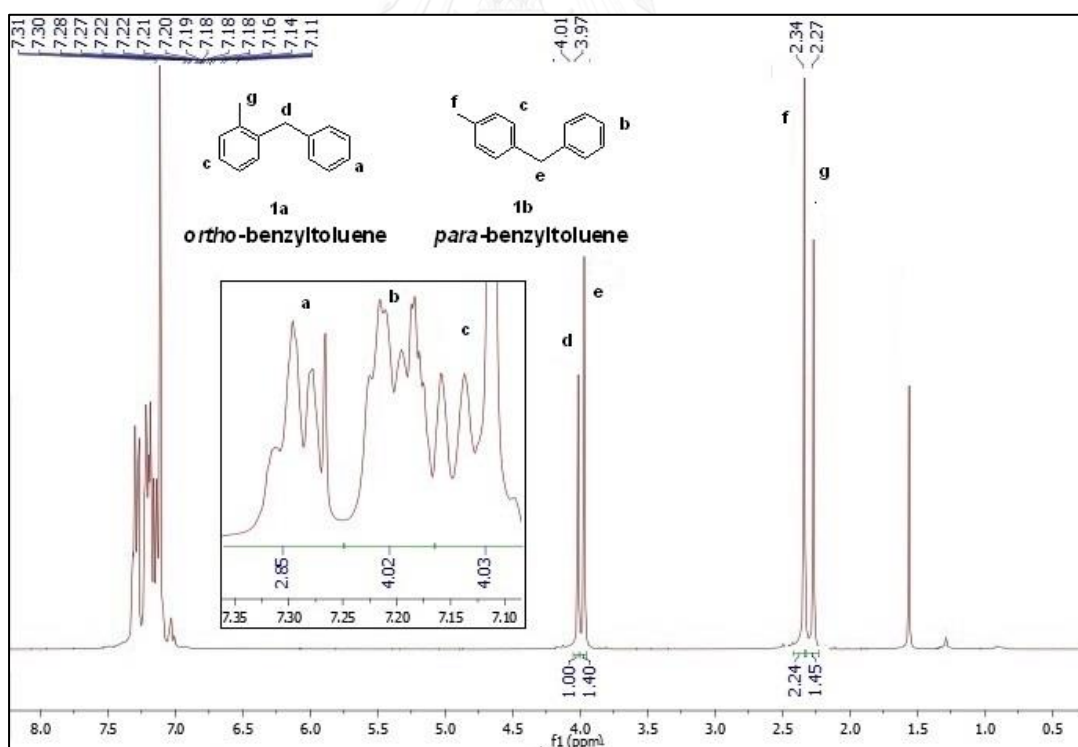 7.31
7.30
7.28
7.27
7.22
7.22
7.21
7.20
7.19
7.18
7.18
7.18
7.16
7.14
7.11
4.01
3.97
2.34
2.27
g
d
c
a
1a
ortho-benzyltoluene
f
c
b
e
1b
para-benzyltoluene
f
g
d
e
a
b
c
2.85
4.02
4.03
7.35
7.30
7.25
7.20
7.15
7.10
1.00
1.40
2.24
1.45
8.0 7.5 7.0 6.5 6.0 5.5 5.0 4.5 4.0 3.5 3.0 2.5 2.0 1.5 1.0 0.5
f1 (ppm)